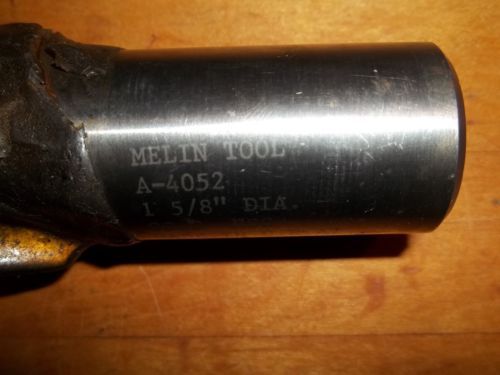 MELIN TOOL
A-4052
1 5/8" DIA.